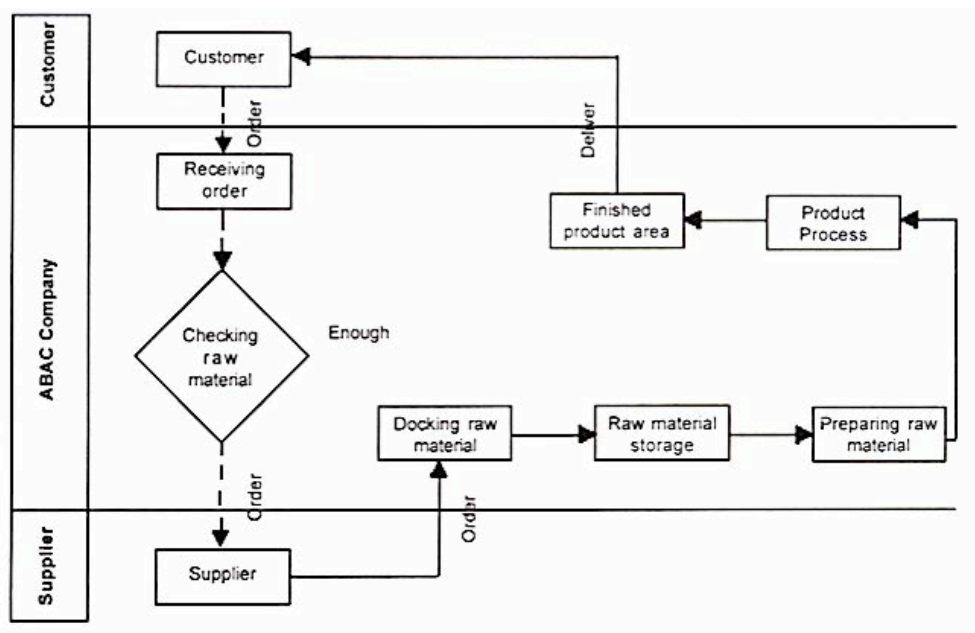 Customer
Customer
Order
Receiving
order
Deliver
Finished
product area
Product
Process
ABAC Company
Checking
raw
material
Enough
Docking raw
material
Raw material
storage
Preparing raw
material
Order
Order
Supplier
Supplier